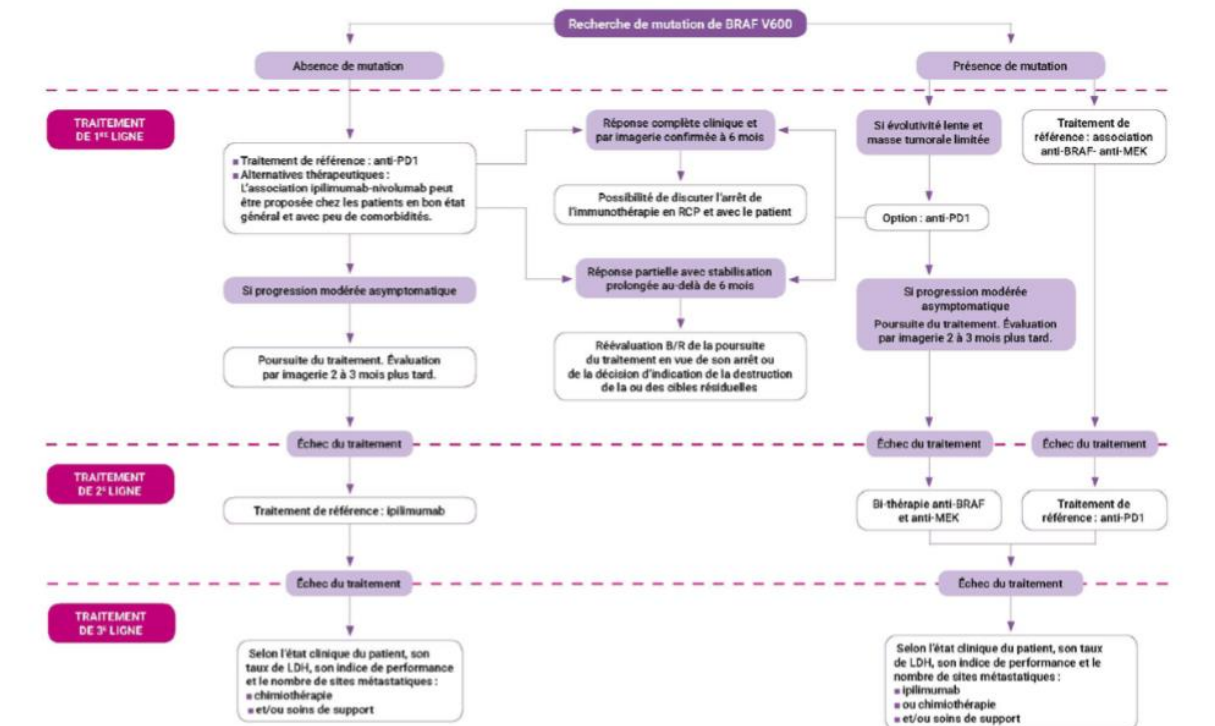 Recherche de mutation de BRAF V600
Absence de mutation
Présence de mutation
TRAITEMENT
DE 1RE LIGNE
■ Traitement de référence : anti-PD1
■ Alternatives thérapeutiques :
L'association ipilimumab-nivolumab peut
être proposée chez les patients en bon état
général et avec peu de comorbidités.
Réponse complète clinique et
par imagerie confirmée à 6 mois
Possibilité de discuter l'arrêt de
l'immunothérapie en RCP et avec le patient
Si évolutivité lente et
masse tumorale limitée
Traitement de
référence : association
anti-BRAF- anti-MEK
Option : anti-PD1
Si progression modérée asymptomatique
Réponse partielle avec stabilisation
prolongée au-delà de 6 mois
Si progression modérée
asymptomatique
Poursuite du traitement. Évaluation
par imagerie 2 à 3 mois plus tard.
Poursuite du traitement. Évaluation
par imagerie 2 à 3 mois plus tard.
Réévaluation B/R de la poursuite
du traitement en vue de son arrêt ou
de la décision d'indication de la destruction
de la ou des cibles résiduelles
Échec du traitement
Échec du traitement
Échec du traitement
TRAITEMENT
DE 2E LIGNE
Traitement de référence : ipilimumab
Bi-thérapie anti-BRAF
et anti-MEK
Traitement de
référence : anti-PD1
Échec du traitement
Échec du traitement
TRAITEMENT
DE 3E LIGNE
Selon l'état clinique du patient, son
taux de LDH, son indice de performance
et le nombre de sites métastatiques :
■ chimiothérapie
■ et/ou soins de support
Selon l'état clinique du patient, son taux
de LDH, son indice de performance et le
nombre de sites métastatiques :
■ ipilimumab
■ ou chimiothérapie
■ et/ou soins de support